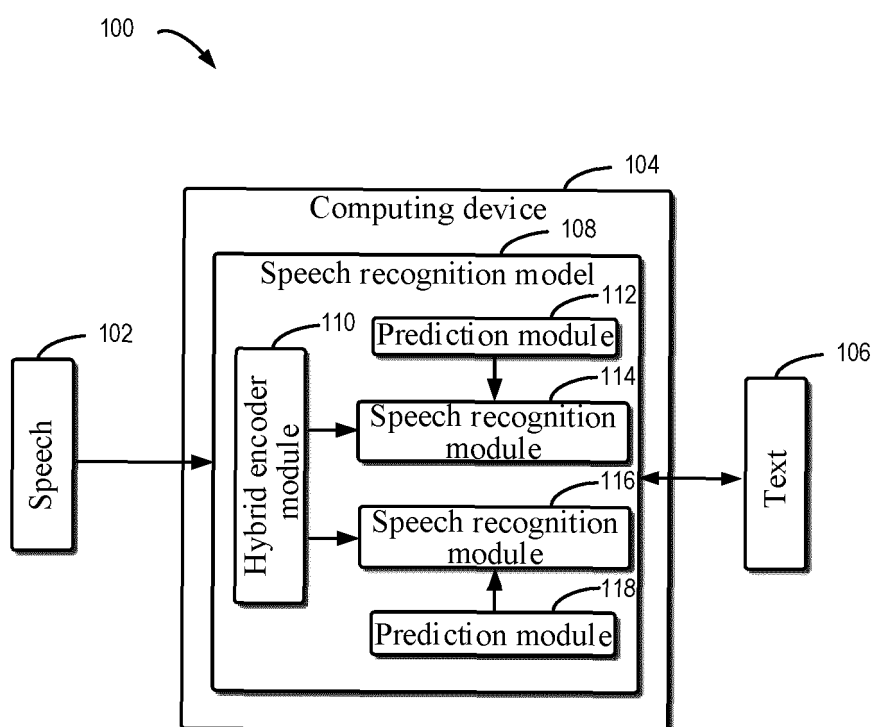 100
104
Computing device
108
Speech recognition model
112
Prediction module
110
102
106
114
Speech recognition
module
Speech
Hybrid encoder
module
Text
116
Speech recognition
module
118
Prediction module